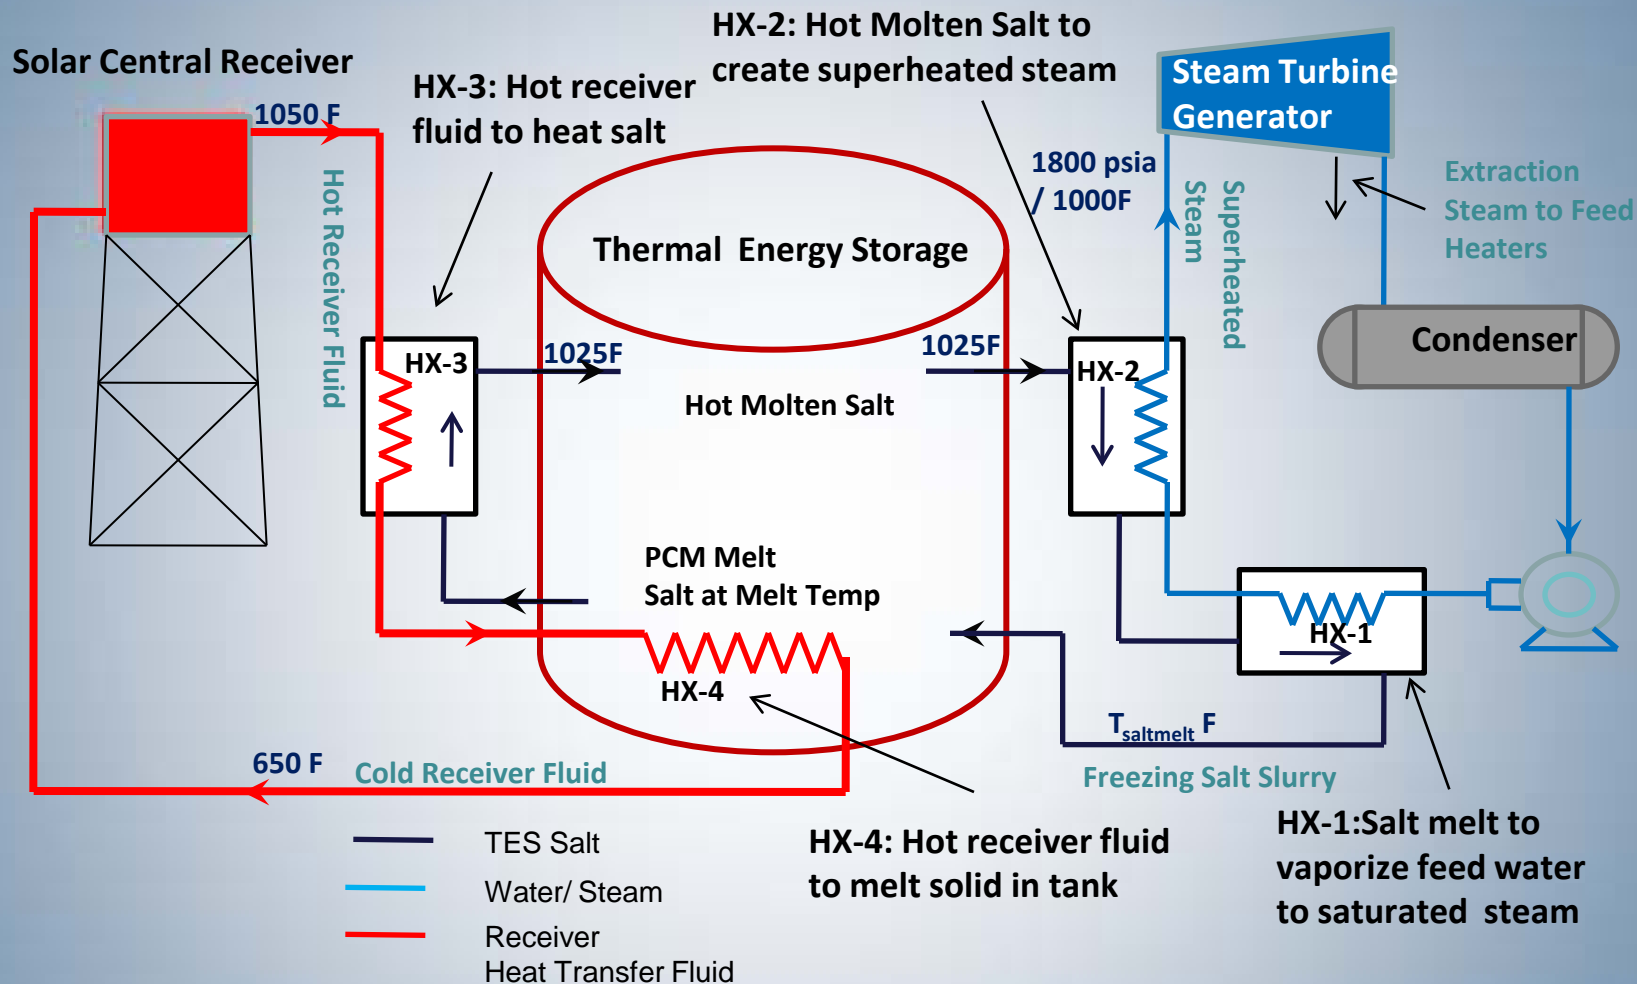 Solar Central Receiver
1050 F
HX-3: Hot receiver
fluid to heat salt
HX-2: Hot Molten Salt to
create superheated steam
Steam Turbine
Generator
1800 psia
/ 1000F
Superheated
Steam
Extraction
Steam to Feed
Heaters
Hot Receiver Fluid
Thermal  Energy Storage
HX-3
1025F
1025F
HX-2
Condenser
Hot Molten Salt
PCM Melt
Salt at Melt Temp
HX-4
HX-1
Tsaltmelt F
650 F
Cold Receiver Fluid
Freezing Salt Slurry
HX-4: Hot receiver fluid
to melt solid in tank
HX-1:Salt melt to
vaporize feed water
to saturated  steam
TES Salt
Water/ Steam
Receiver
Heat Transfer Fluid